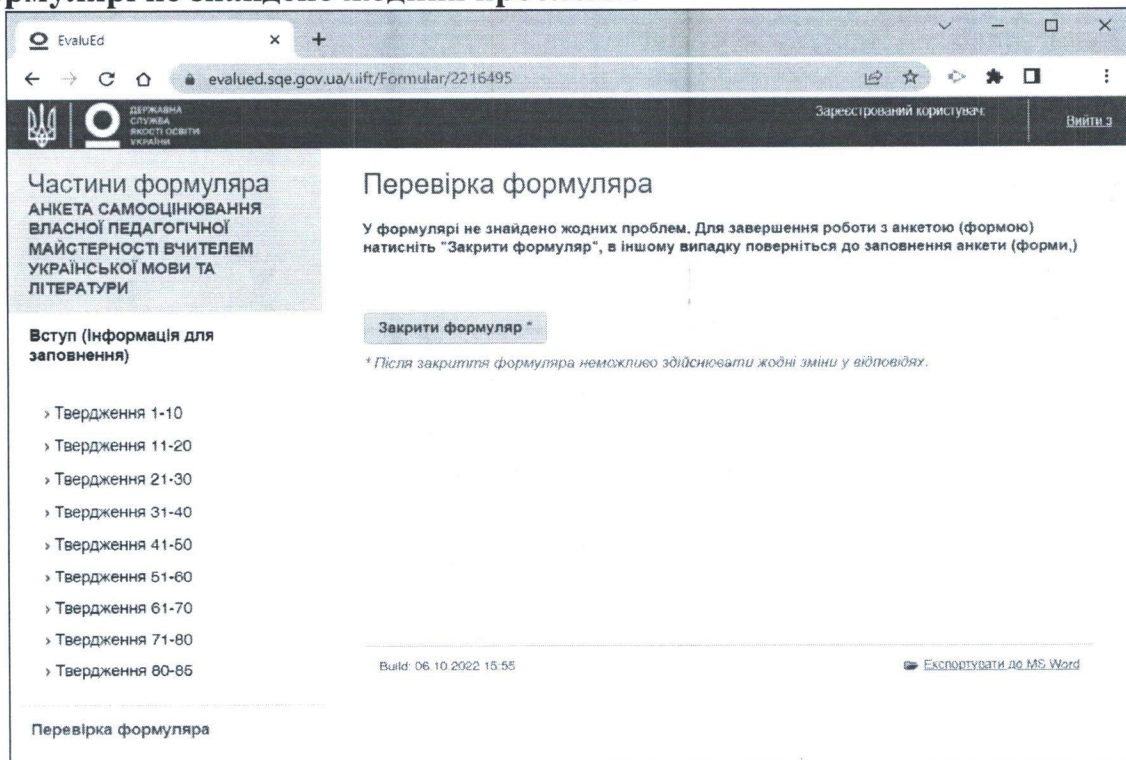 EvaluEd
evalued.sqe.gov.ua/uift/Formular/2216495
ДЕРЖАВНА
СЛУЖБА
ЯКОСТІ ОСВІТИ
УКРАЇНИ
Зареєстрований користувач:
Вийти з
Частини формуляра
АНКЕТА САМООЦІНЮВАННЯ
ВЛАСНОЇ ПЕДАГОГІЧНОЇ
МАЙСТЕРНОСТІ ВЧИТЕЛЕМ
УКРАЇНСЬКОЇ МОВИ ТА
ЛІТЕРАТУРИ
Вступ (інформація для
заповнення)
› Твердження 1-10
› Твердження 11-20
› Твердження 21-30
› Твердження 31-40
› Твердження 41-50
› Твердження 51-60
› Твердження 61-70
› Твердження 71-80
› Твердження 80-85
Перевірка формуляра
Перевірка формуляра
У формулярі не знайдено жодних проблем. Для завершення роботи з анкетою (формою)
натисніть "Закрити формуляр", в іншому випадку поверніться до заповнення анкети (форми,)
Закрити формуляр *
* Після закриття формуляра неможливо здійснювати жодні зміни у відповідях.
Build: 06.10.2022 15:55
Експортувати до MS Word